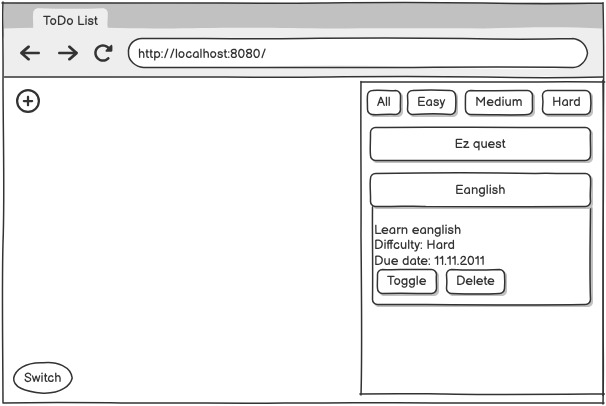 ToDo List
http://localhost:8080/
All Easy Medium Hard
Ez quest
Eanglish
Learn eanglish
Diffculty: Hard
Due date: 11.11.2011
Toggle Delete
Switch